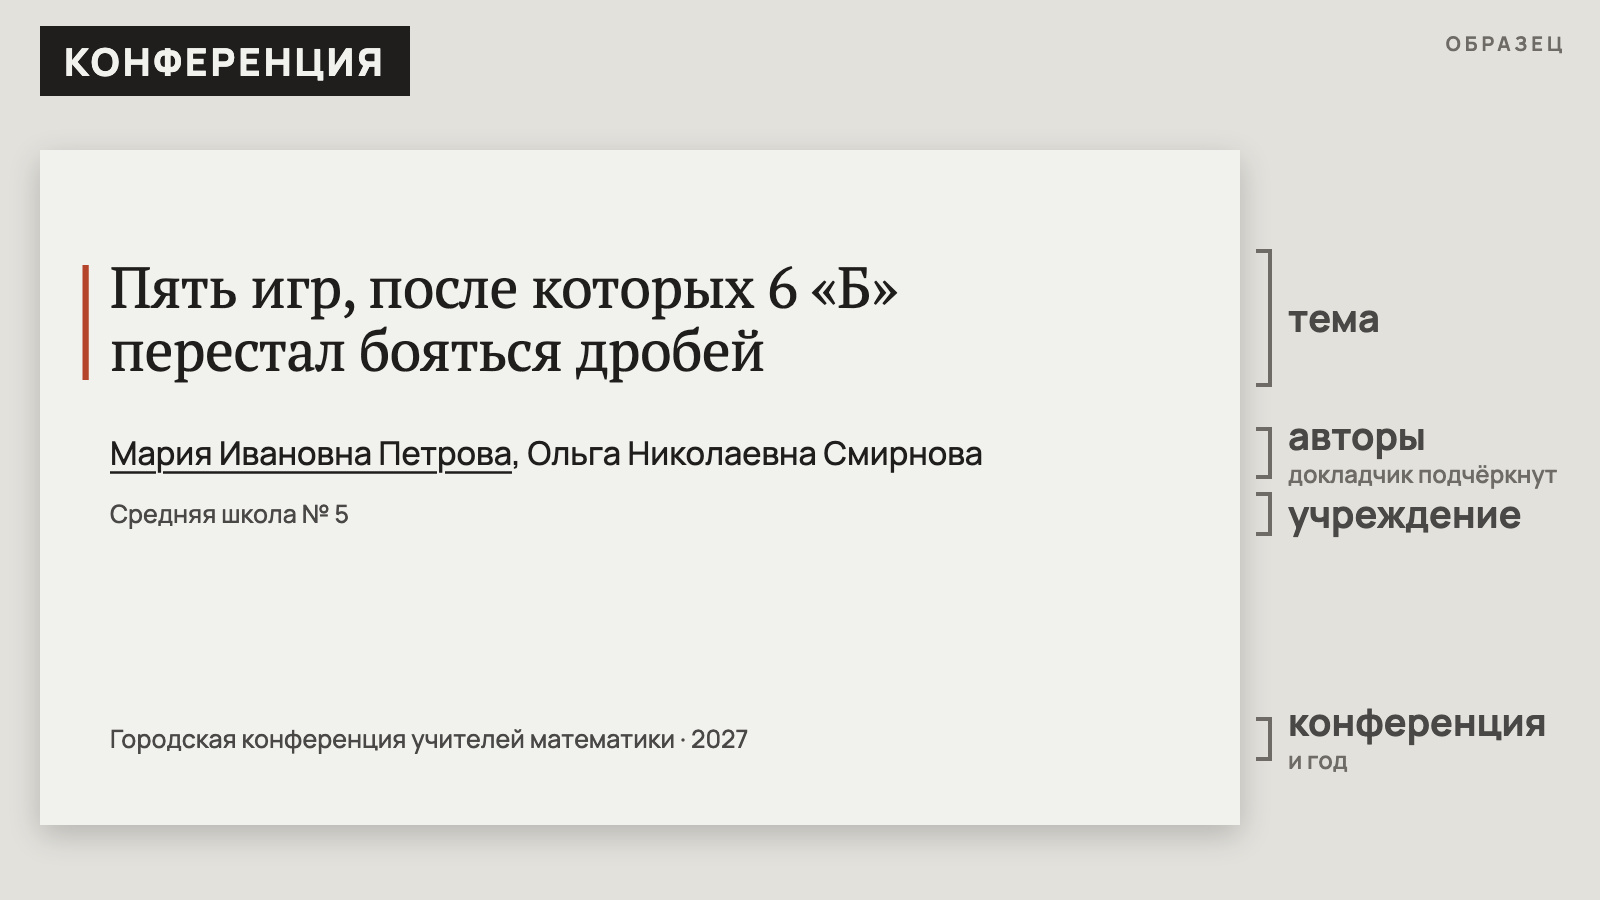 КОНФЕРЕНЦИЯ
ОБРАЗЕЦ
Пять игр, после которых 6 «Б»
перестал бояться дробей
тема
Мария Ивановна Петрова, Ольга Николаевна Смирнова
авторы
докладчик подчёркнут
Средняя школа № 5
учреждение
Городская конференция учителей математики · 2027
конференция
и год